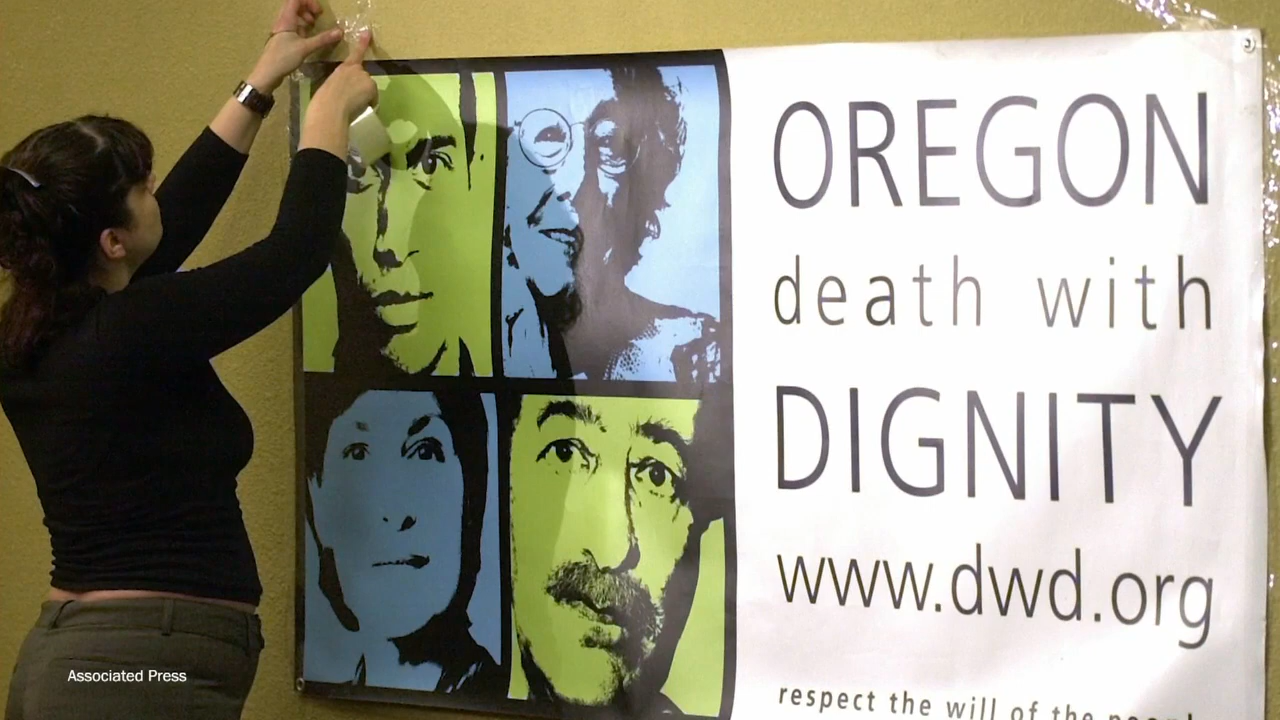 OREGON
death with
DIGNITY
www.dwd.org
respect the will of the
Associated Press